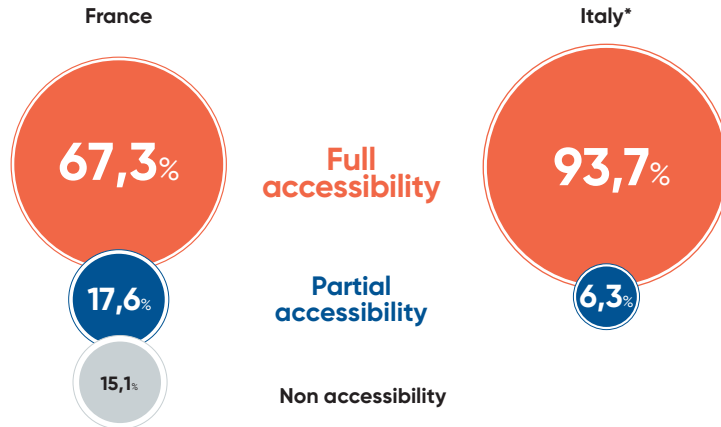 France
Italy*
67,3%
Full
accessibility
93,7%
17,6%
Partial
accessibility
6,3%
15,1%
Non accessibility